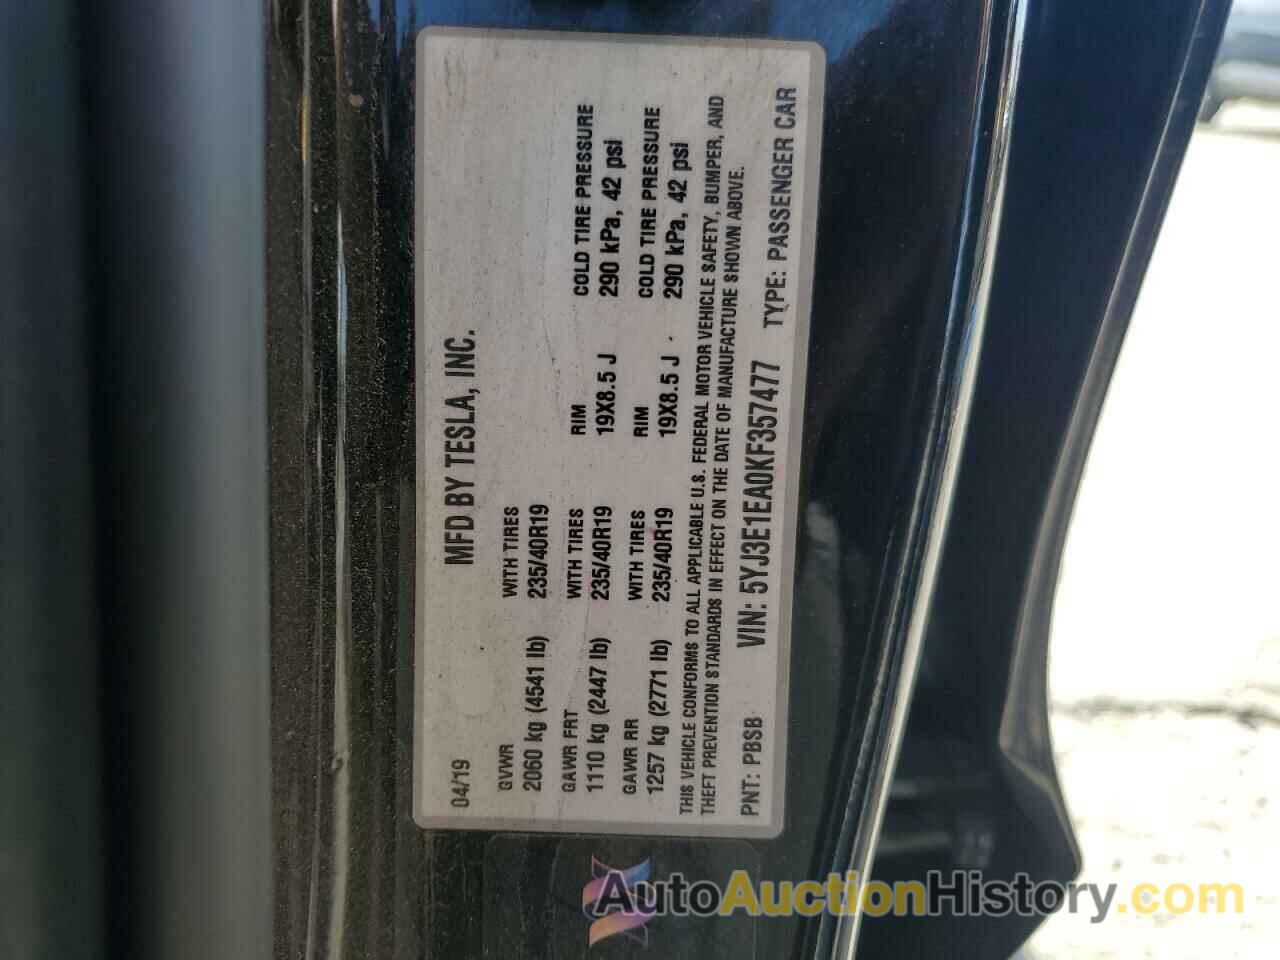 04/19 MFD BY TESLA, INC.
GVWR WITH TIRES
2060 kg (4541 lb) 235/40R19
GAWR FRT WITH TIRES RIM COLD TIRE PRESSURE
1110 kg (2447 lb) 235/40R19 19X8.5 J 290 kPa, 42 psi
GAWR RR WITH TIRES RIM COLD TIRE PRESSURE
1257 kg (2771 lb) 235/40R19 19X8.5 J 290 kPa, 42 psi
THIS VEHICLE CONFORMS TO ALL APPLICABLE U.S. FEDERAL MOTOR VEHICLE SAFETY, BUMPER, AND
THEFT PREVENTION STANDARDS IN EFFECT ON THE DATE OF MANUFACTURE SHOWN ABOVE.
PNT: PBSB VIN: 5YJ3E1EA0KF357477 TYPE: PASSENGER CAR
AutoAuctionHistory.com